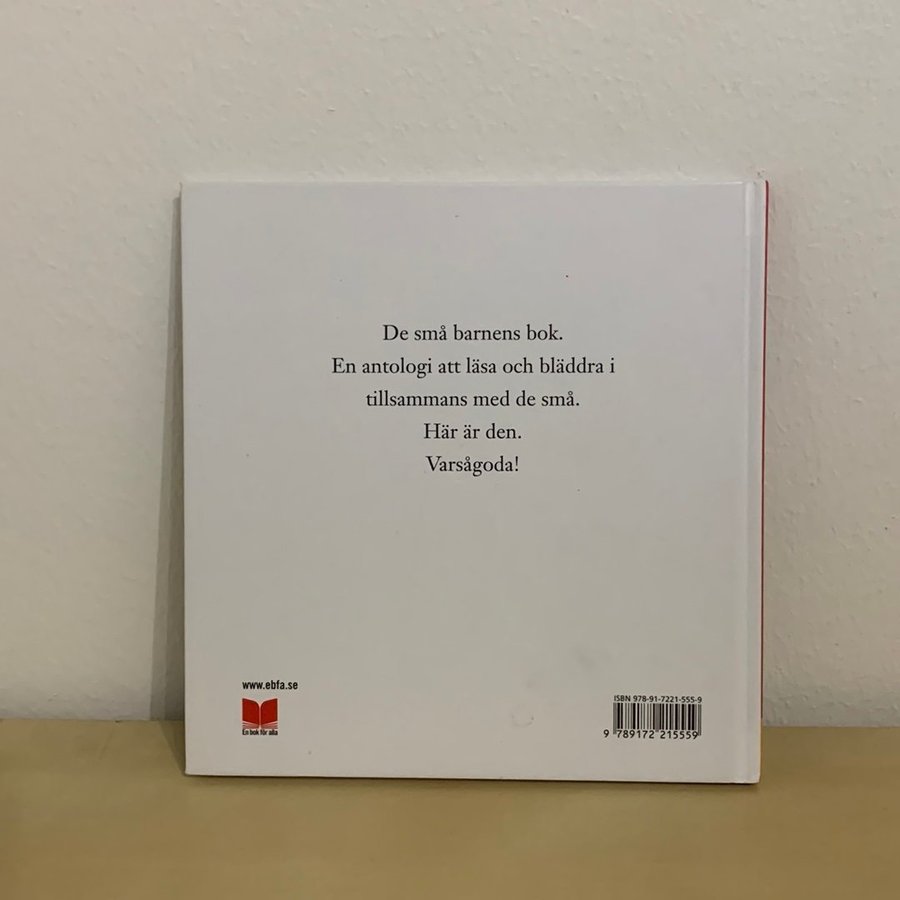 De små barnens bok.
En antologi att läsa och bläddra i
tillsammans med de små.
Här är den.
Varsågoda!
www.ebfa.se
En bok för alla
ISBN 978-91-7221-555-9
9 789172 215559